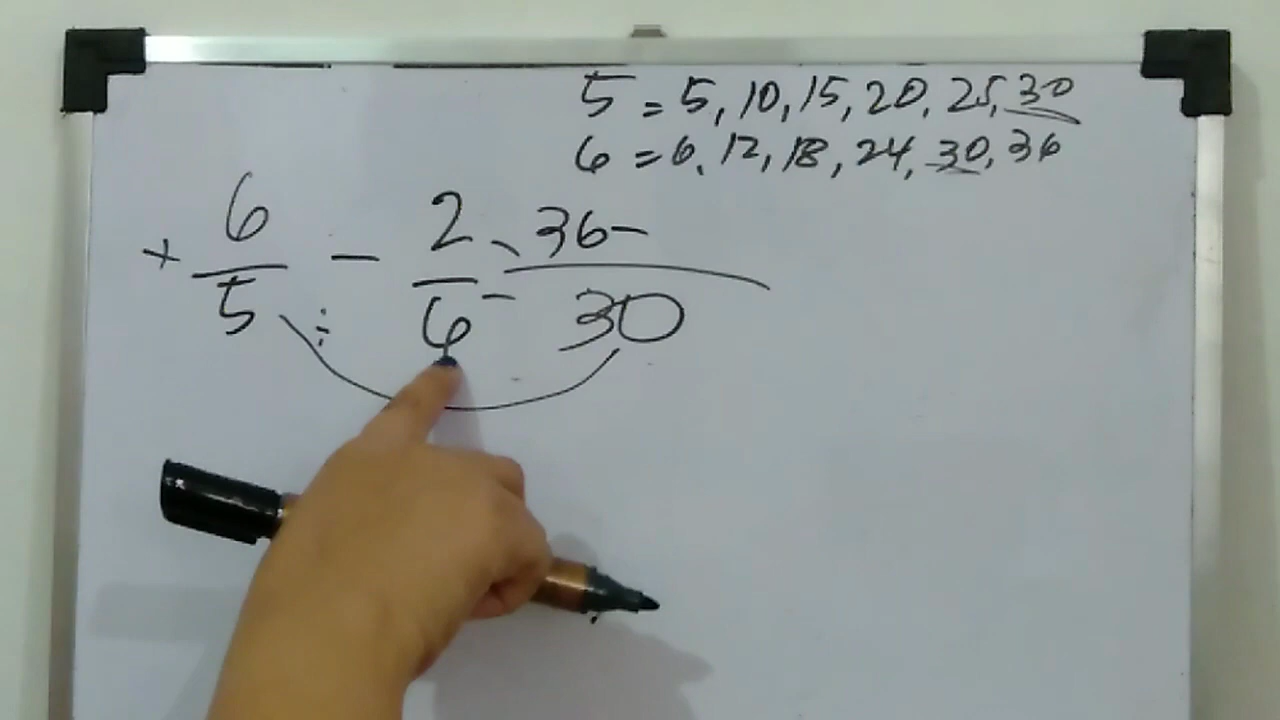 5 = 5, 10, 15, 20, 25, 30
6 = 6, 12, 18, 24, 30, 36
+ 6/5 - 2/6 = 36-/30
÷